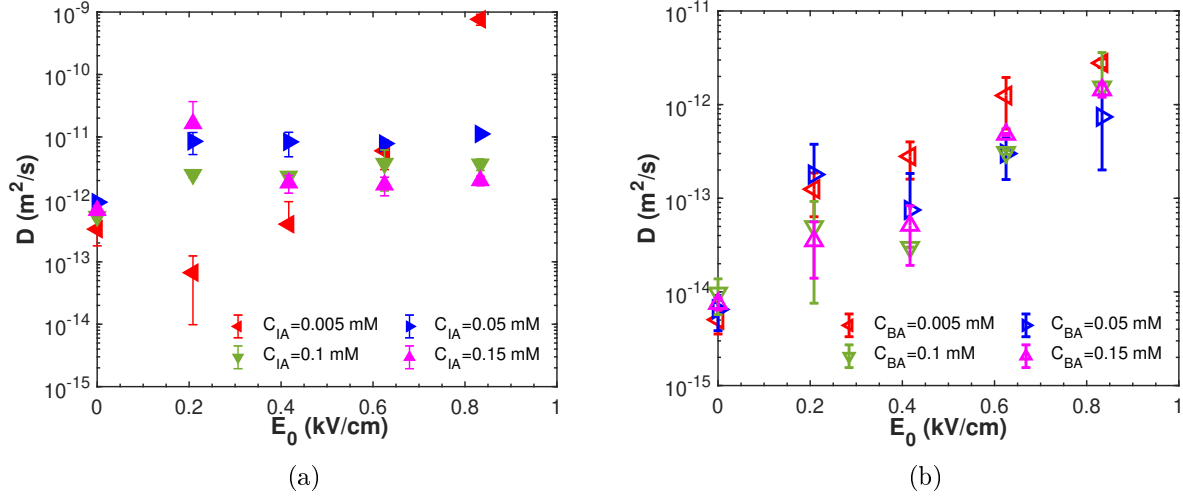 10^-9
10^-10
10^-11
10^-12
10^-13
10^-14
10^-15
D (m^2/s)
C_IA=0.005 mM
C_IA=0.05 mM
C_IA=0.1 mM
C_IA=0.15 mM
0 0.2 0.4 0.6 0.8 1
E_0 (kV/cm)
(a)
10^-11
10^-12
10^-13
10^-14
10^-15
D (m^2/s)
C_BA=0.005 mM
C_BA=0.05 mM
C_BA=0.1 mM
C_BA=0.15 mM
0 0.2 0.4 0.6 0.8 1
E_0 (kV/cm)
(b)